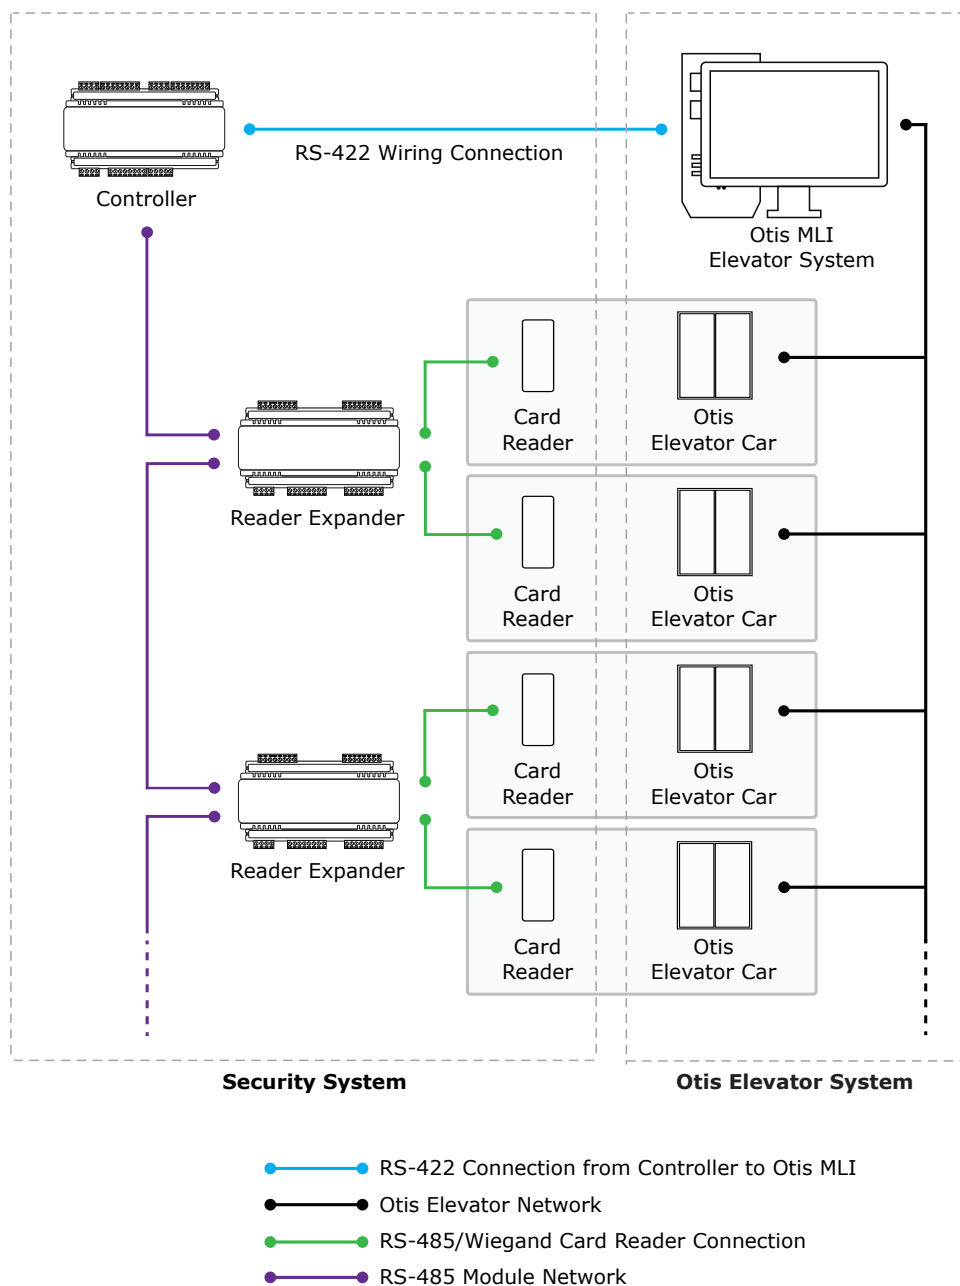 RS-422 Wiring Connection
Controller
Otis MLI
Elevator System
Card
Reader
Otis
Elevator Car
Reader Expander
Card
Reader
Otis
Elevator Car
Card
Reader
Otis
Elevator Car
Reader Expander
Card
Reader
Otis
Elevator Car
Security System
Otis Elevator System
RS-422 Connection from Controller to Otis MLI
Otis Elevator Network
RS-485/Wiegand Card Reader Connection
RS-485 Module Network